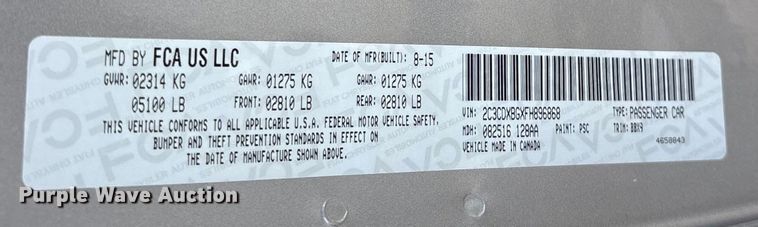 MFD BY FCA US LLC DATE OF MFR(BUILT): 8-15
GVWR: 02314 KG GAWR: 01275 KG GAWR: 01275 KG
05100 LB FRONT: 02810 LB REAR: 02810 LB
THIS VEHICLE CONFORMS TO ALL APPLICABLE U.S.A. FEDERAL MOTOR VEHICLE SAFETY,
BUMPER AND THEFT PREVENTION STANDARDS IN EFFECT ON
THE DATE OF MANUFACTURE SHOWN ABOVE.
VIN: 2C3CDXBGXFH896868 TYPE: PASSENGER CAR
MDH: 082516 128AA PAINT: PSC TRIM: BBX9
VEHICLE MADE IN CANADA 4658843
Purple Wave Auction